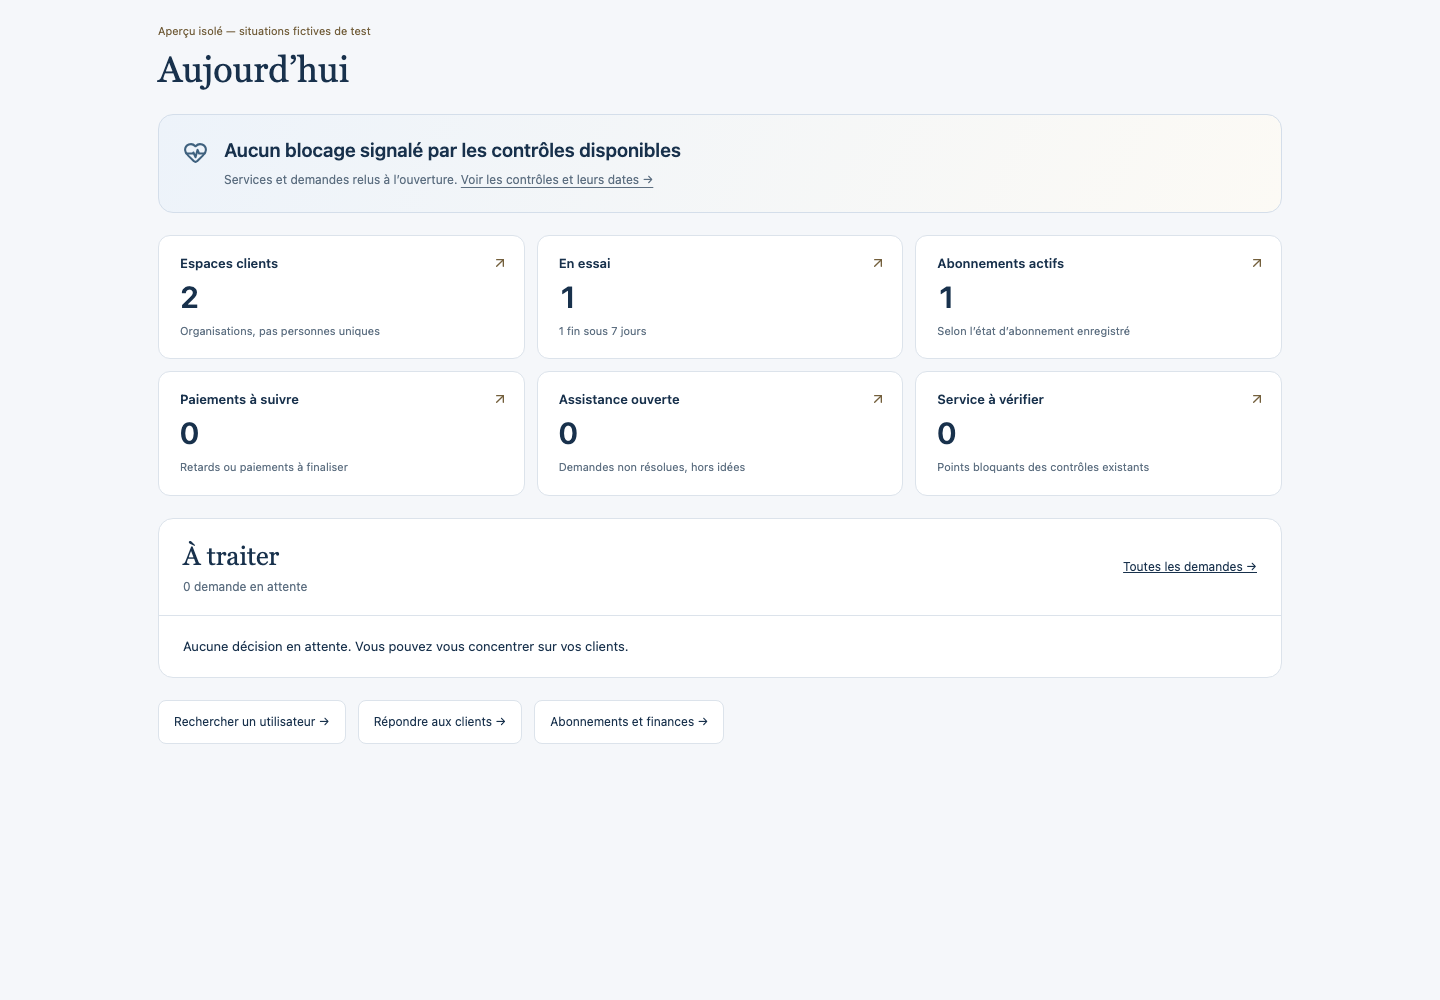 Aperçu isolé — situations fictives de test
Aujourd’hui
Aucun blocage signalé par les contrôles disponibles
Services et demandes relus à l’ouverture. Voir les contrôles et leurs dates →
Espaces clients
2
Organisations, pas personnes uniques
En essai
1
1 fin sous 7 jours
Abonnements actifs
1
Selon l’état d’abonnement enregistré
Paiements à suivre
0
Retards ou paiements à finaliser
Assistance ouverte
0
Demandes non résolues, hors idées
Service à vérifier
0
Points bloquants des contrôles existants
À traiter
0 demande en attente
Toutes les demandes →
Aucune décision en attente. Vous pouvez vous concentrer sur vos clients.
Rechercher un utilisateur →
Répondre aux clients →
Abonnements et finances →